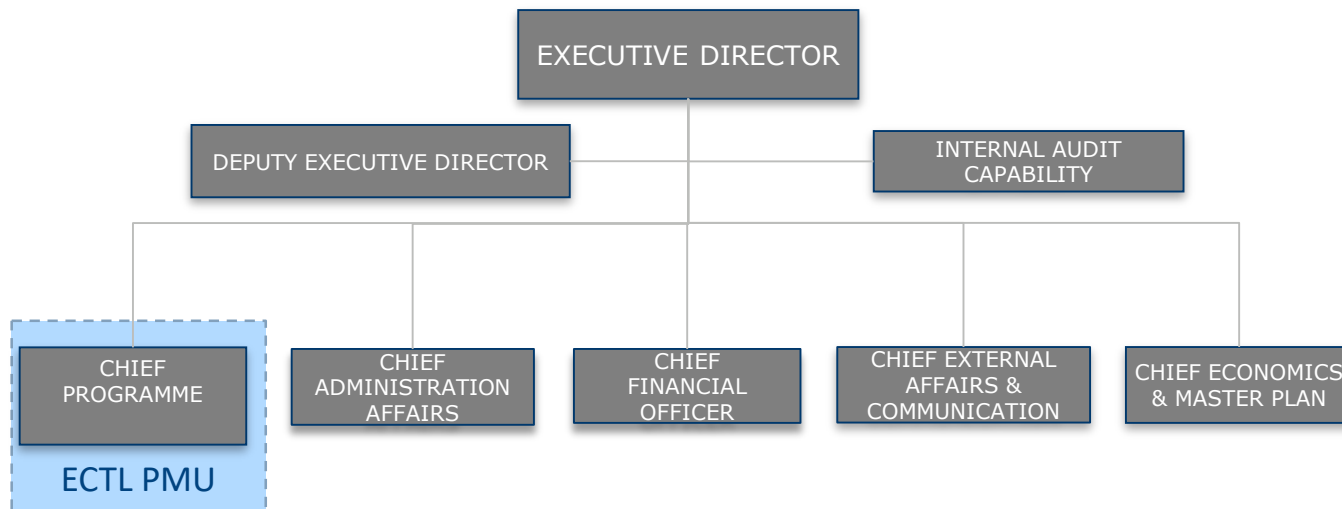 EXECUTIVE DIRECTOR
DEPUTY EXECUTIVE DIRECTOR
INTERNAL AUDIT
CAPABILITY
CHIEF
PROGRAMME
CHIEF
ADMINISTRATION
AFFAIRS
CHIEF
FINANCIAL
OFFICER
CHIEF EXTERNAL
AFFAIRS &
COMMUNICATION
CHIEF ECONOMICS
& MASTER PLAN
ECTL PMU